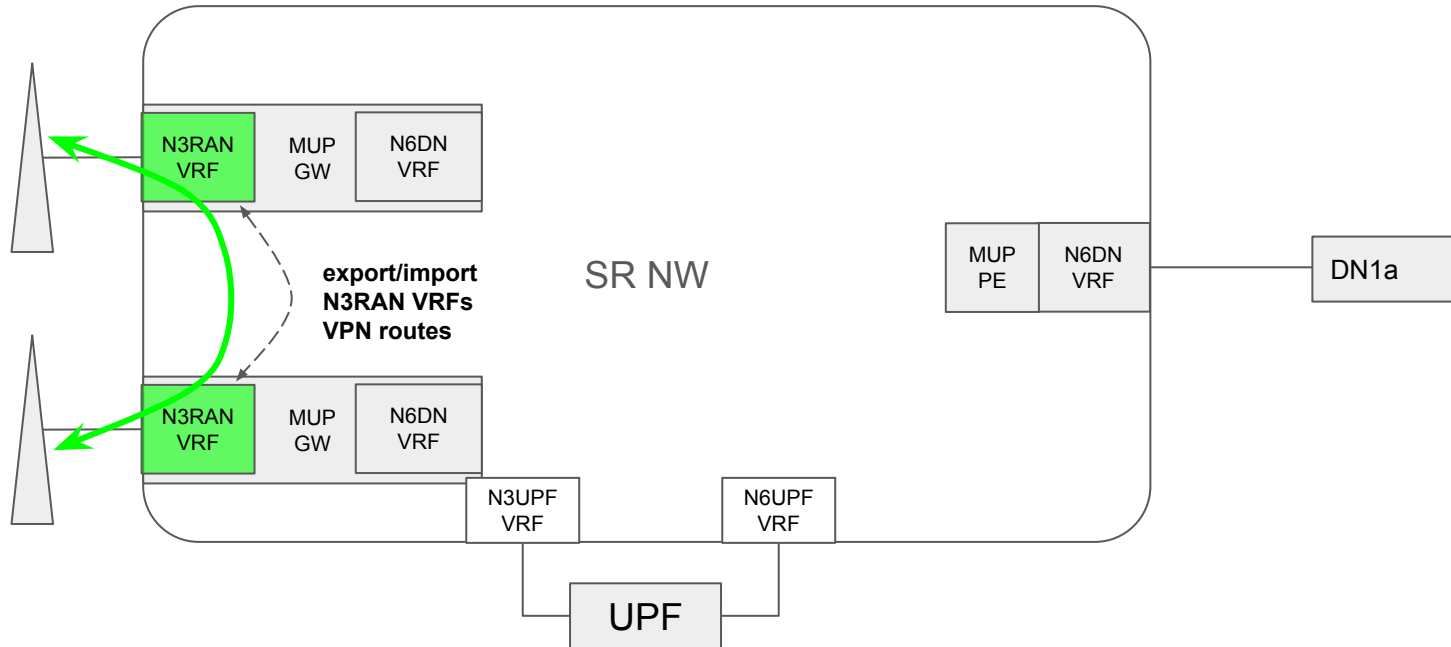 N3RAN
VRF
MUP
GW
N6DN
VRF
export/import
N3RAN VRFs
VPN routes
SR NW
MUP
PE
N6DN
VRF
DN1a
N3RAN
VRF
MUP
GW
N6DN
VRF
N3UPF
VRF
N6UPF
VRF
UPF